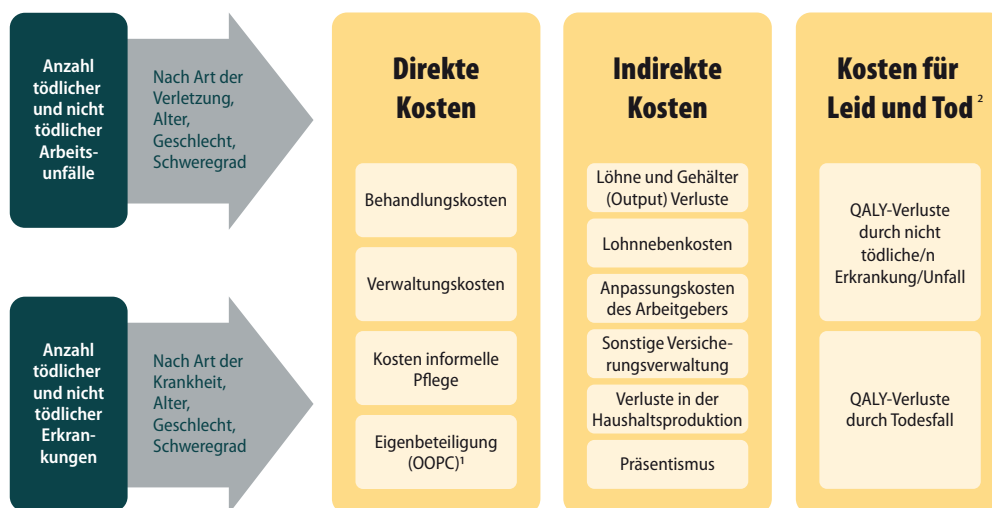 Anzahl
tödlicher
und nicht
tödlicher
Arbeits-
unfälle
Nach Art der
Verletzung,
Alter,
Geschlecht,
Schweregrad
Anzahl
tödlicher
und nicht
tödlicher
Erkran-
kungen
Nach Art der
Krankheit,
Alter,
Geschlecht,
Schweregrad
Direkte
Kosten
Behandlungskosten
Verwaltungskosten
Kosten informelle
Pflege
Eigenbeteiligung
(OOPC)¹
Indirekte
Kosten
Löhne und Gehälter
(Output) Verluste
Lohnnebenkosten
Anpassungskosten
des Arbeitgebers
Sonstige Versiche-
rungsverwaltung
Verluste in der
Haushaltsproduktion
Präsentismus
Kosten für
Leid und Tod ²
QALY-Verluste
durch nicht
tödliche/n
Erkrankung/Unfall
QALY-Verluste
durch Todesfall